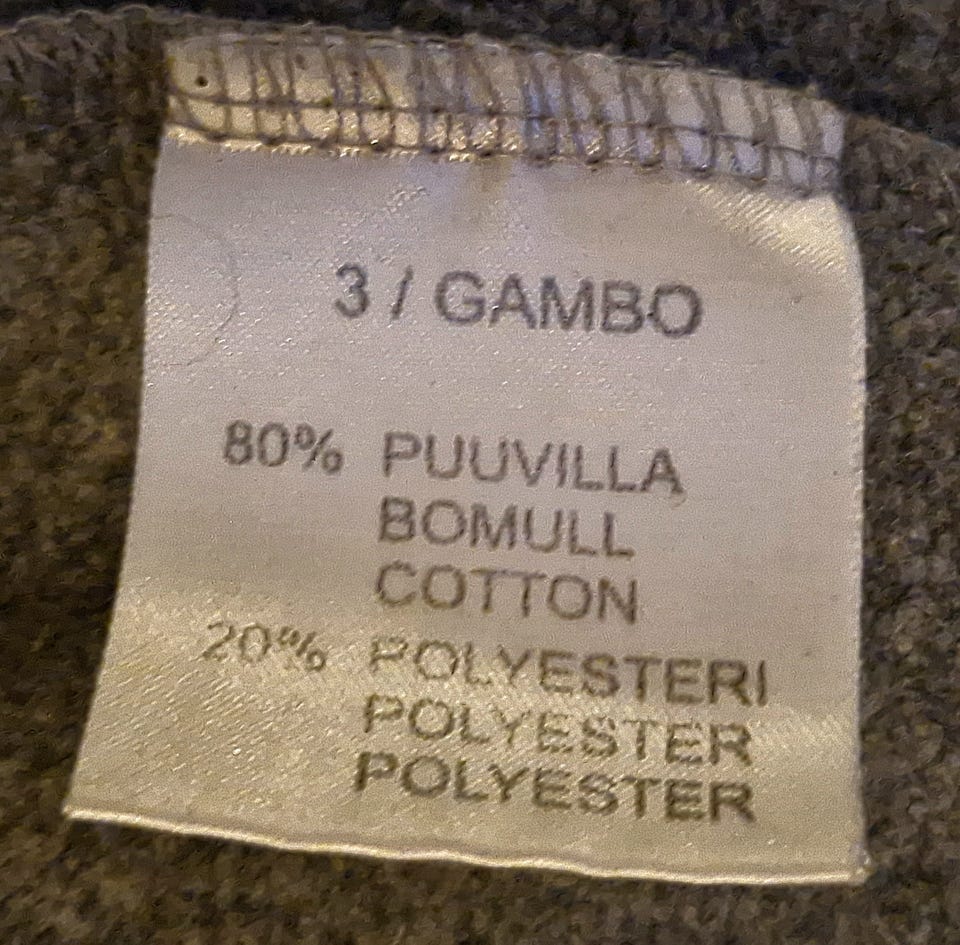 3 / GAMBO
80% PUUVILLA
BOMULL
COTTON
20% POLYESTERI
POLYESTER
POLYESTER